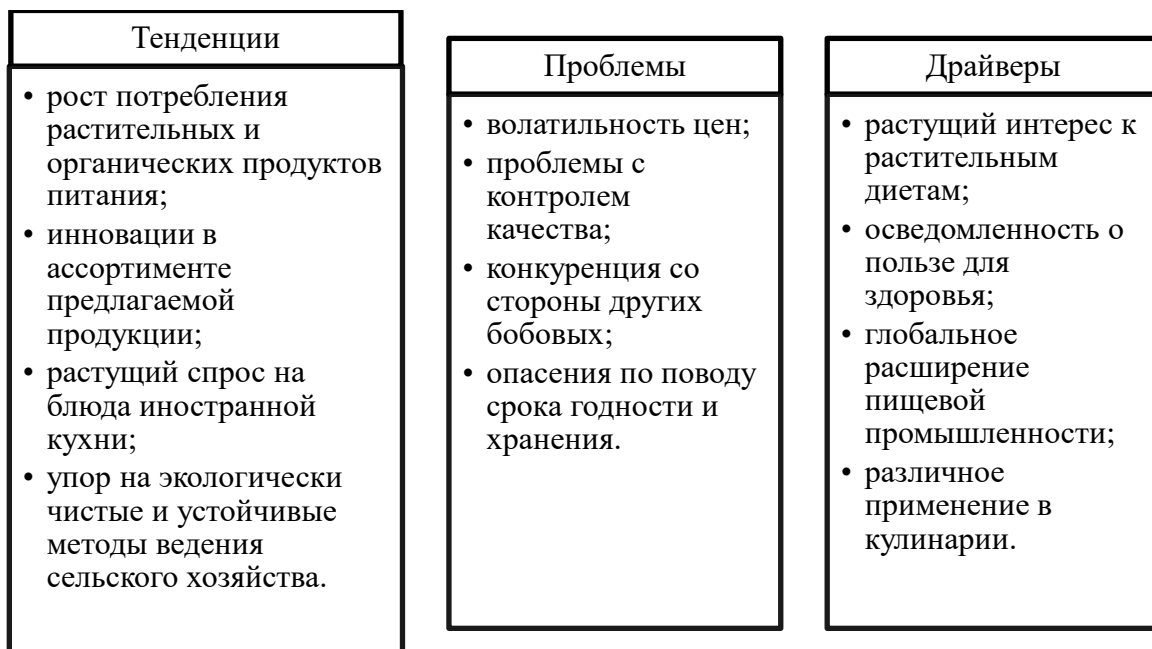 Тенденции
• рост потребления
растительных и
органических продуктов
питания;
• инновации в
ассортименте
предлагаемой
продукции;
• растущий спрос на
блюда иностранной
кухни;
• упор на экологически
чистые и устойчивые
методы ведения
сельского хозяйства.
Проблемы
• волатильность цен;
• проблемы с
контролем
качества;
• конкуренция со
стороны других
бобовых;
• опасения по поводу
срока годности и
хранения.
Драйверы
• растущий интерес к
растительным
диетам;
• осведомленность о
пользе для
здоровья;
• глобальное
расширение
пищевой
промышленности;
• различное
применение в
кулинарии.